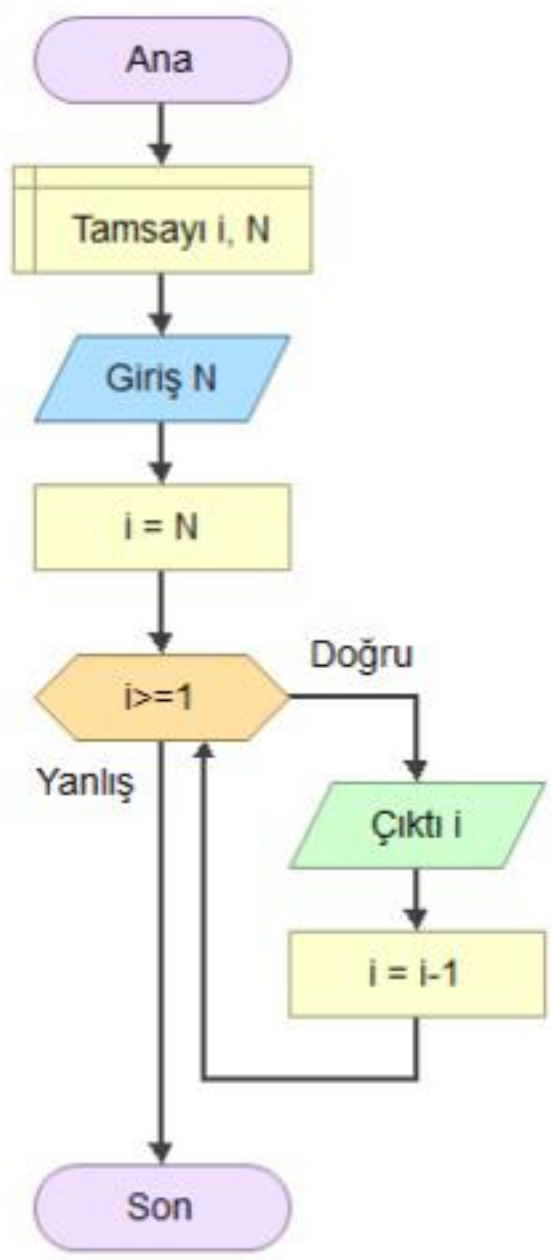 Ana
Tamsayı i, N
Giriş N
i = N
Doğru
i>=1
Yanlış
Çıktı i
i = i-1
Son